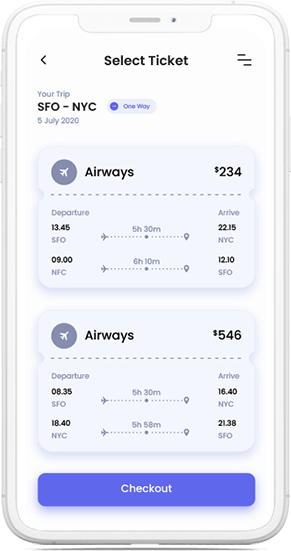 Select Ticket
Your Trip
SFO - NYC One Way
5 July 2020
Airways $234
Departure Arrive
13.45 5h 30m 22.15
SFO NYC
09.00 6h 10m 12.10
NFC SFO
Airways $546
Departure Arrive
08.35 5h 30m 16.40
SFO NYC
18.40 5h 58m 21.38
NYC SFO
Checkout